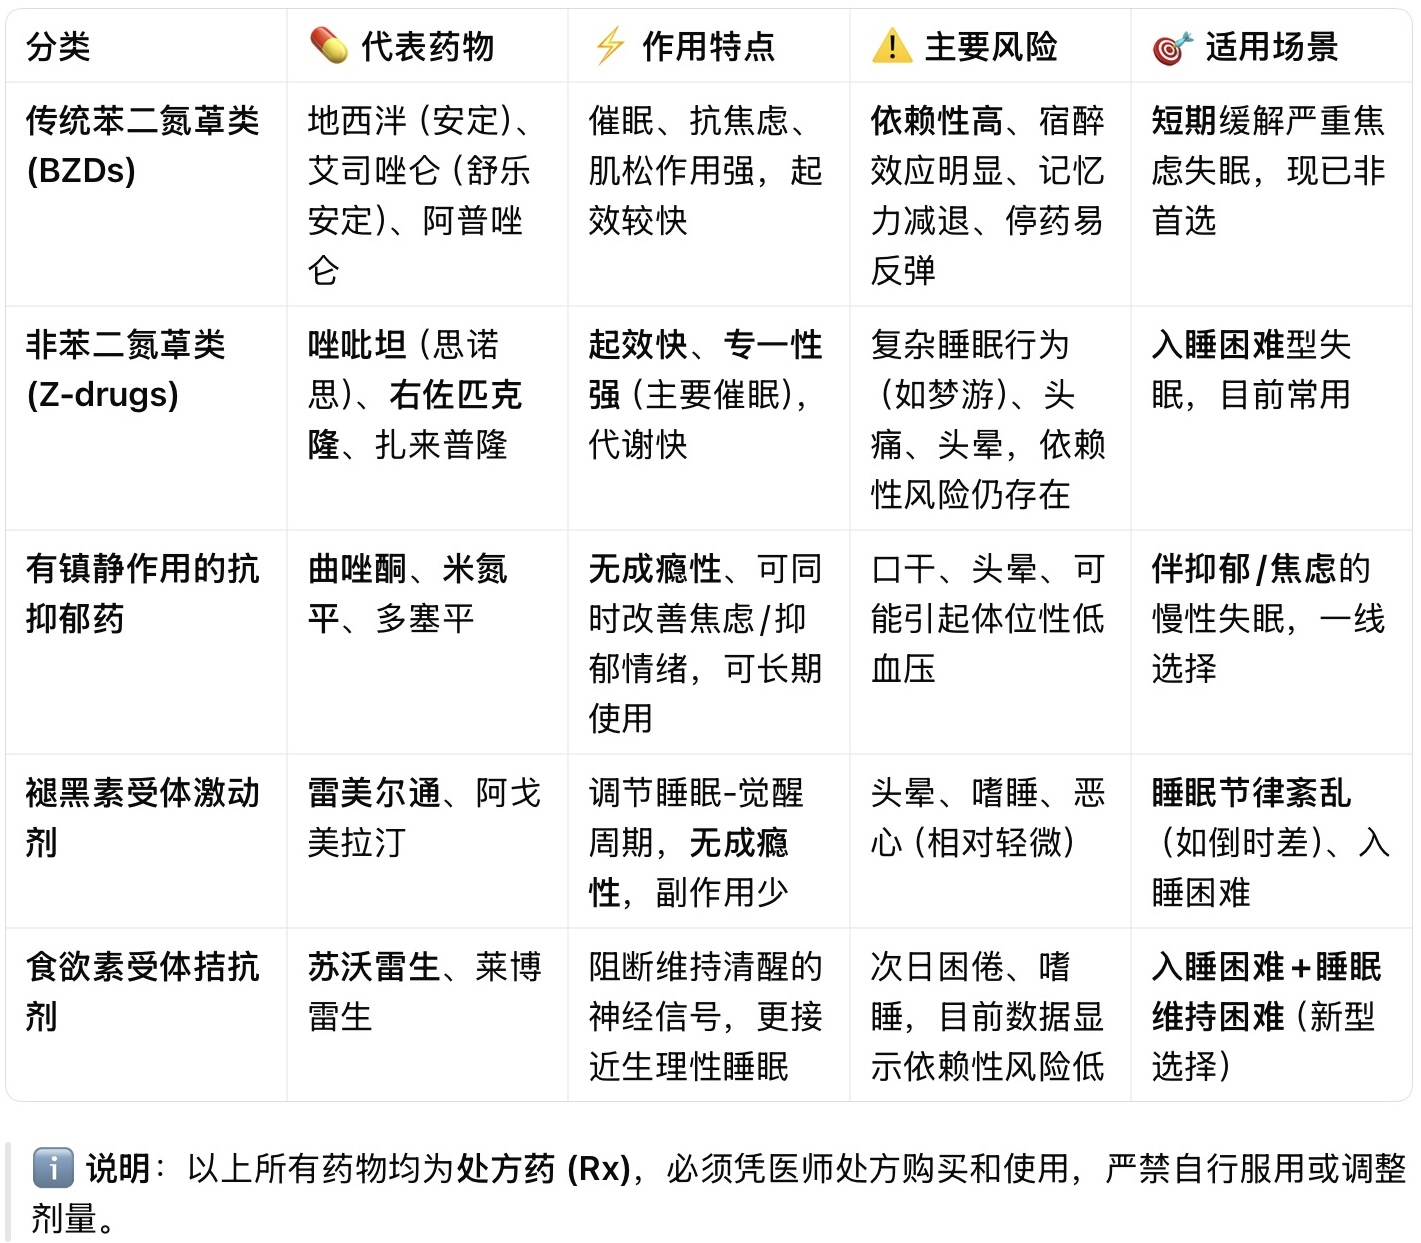 分类
💊 代表药物
⚡ 作用特点
⚠️ 主要风险
🎯 适用场景
传统苯二氮䓬类
(BZDs)
地西泮 (安定)、
艾司唑仑 (舒乐
安定)、阿普唑
仑
催眠、抗焦虑、
肌松作用强，起
效较快
依赖性高、宿醉
效应明显、记忆
力减退、停药易
反弹
短期缓解严重焦
虑失眠，现已非
首选
非苯二氮䓬类
(Z-drugs)
唑吡坦 (思诺
思)、右佐匹克
隆、扎来普隆
起效快、专一性
强 (主要催眠)，
代谢快
复杂睡眠行为
(如梦游)、头
痛、头晕，依赖
性风险仍存在
入睡困难型失
眠，目前常用
有镇静作用的抗
抑郁药
曲唑酮、米氮
平、多塞平
无成瘾性、可同
时改善焦虑/抑
郁情绪，可长期
使用
口干、头晕、可
能引起体位性低
血压
伴抑郁/焦虑的
慢性失眠，一线
选择
褪黑素受体激动
剂
雷美尔通、阿戈
美拉汀
调节睡眠-觉醒
周期，无成瘾
性，副作用少
头晕、嗜睡、恶
心 (相对轻微)
睡眠节律紊乱
(如倒时差)、入
睡困难
食欲素受体拮抗
剂
苏沃雷生、莱博
雷生
阻断维持清醒的
神经信号，更接
近生理性睡眠
次日困倦、嗜
睡，目前数据显
示依赖性风险低
入睡困难+睡眠
维持困难 (新型
选择)
ℹ️ 说明：以上所有药物均为处方药 (Rx)，必须凭医师处方购买和使用，严禁自行服用或调整
剂量。